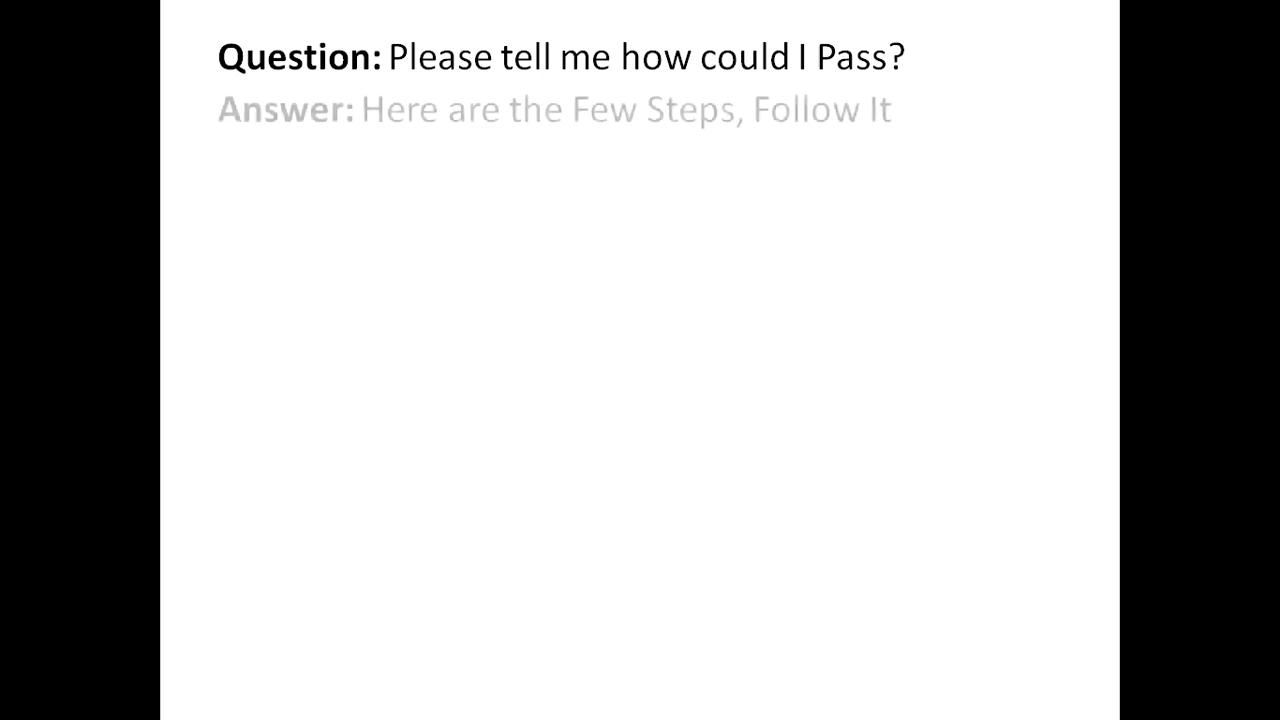 Question: Please tell me how could I Pass?
Answer: Here are the Few Steps, Follow It